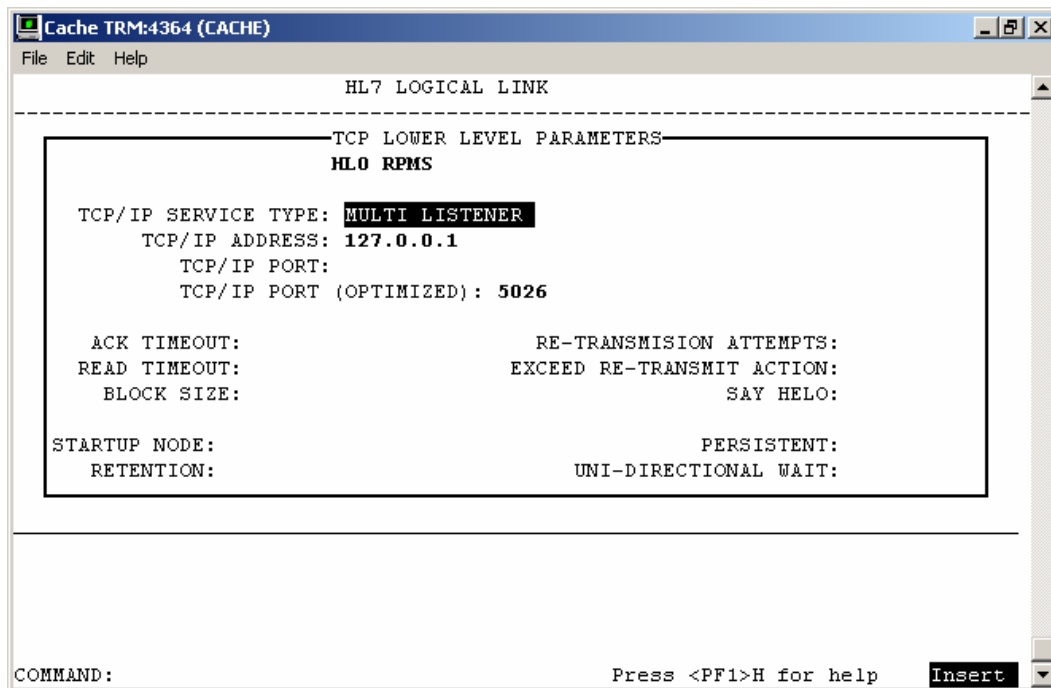 Cache TRM:4364 (CACHE)
File Edit Help
HL7 LOGICAL LINK
TCP LOWER LEVEL PARAMETERS
HLO RPMS
TCP/IP SERVICE TYPE: MULTI LISTENER
TCP/IP ADDRESS: 127.0.0.1
TCP/IP PORT:
TCP/IP PORT (OPTIMIZED): 5026
ACK TIMEOUT: RE-TRANSMISION ATTEMPTS:
READ TIMEOUT: EXCEED RE-TRANSMIT ACTION:
BLOCK SIZE: SAY HELO:
STARTUP NODE: PERSISTENT:
RETENTION: UNI-DIRECTIONAL WAIT:
COMMAND: Press <PF1>H for help Insert